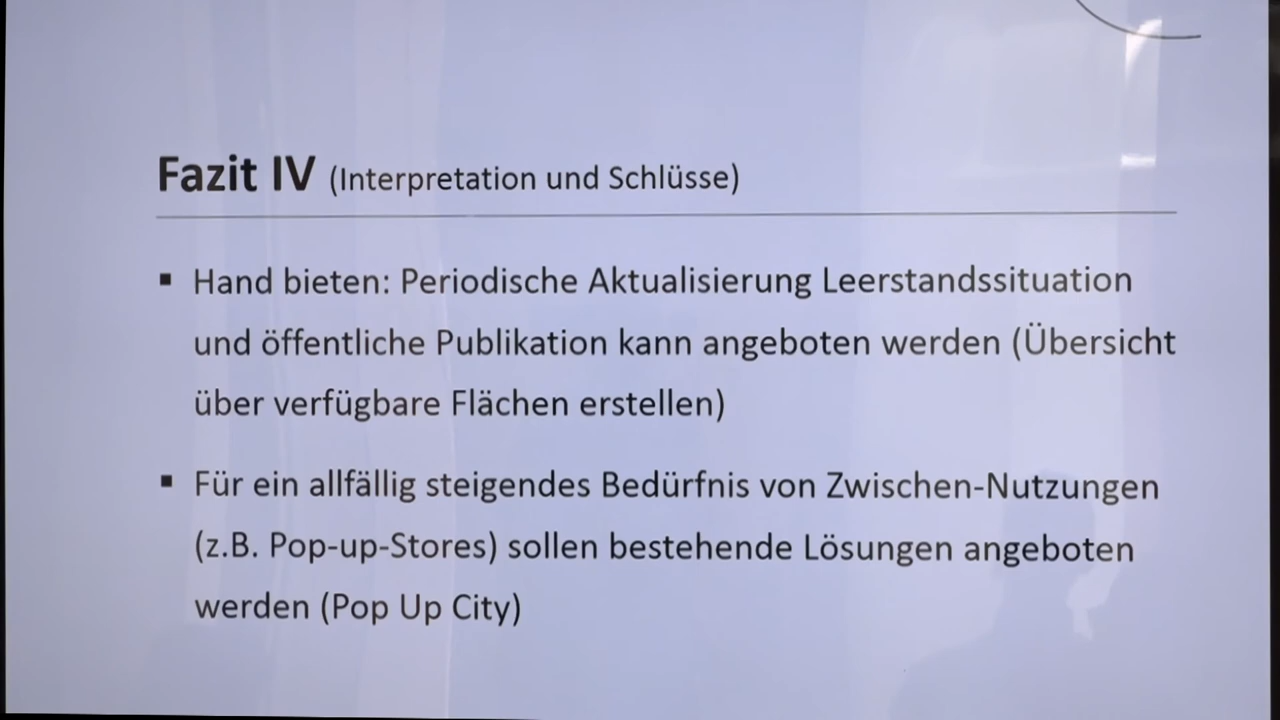 Fazit IV (Interpretation und Schlüsse)
▪ Hand bieten: Periodische Aktualisierung Leerstandssituation
und öffentliche Publikation kann angeboten werden (Übersicht
über verfügbare Flächen erstellen)
▪ Für ein allfällig steigendes Bedürfnis von Zwischen-Nutzungen
(z.B. Pop-up-Stores) sollen bestehende Lösungen angeboten
werden (Pop Up City)